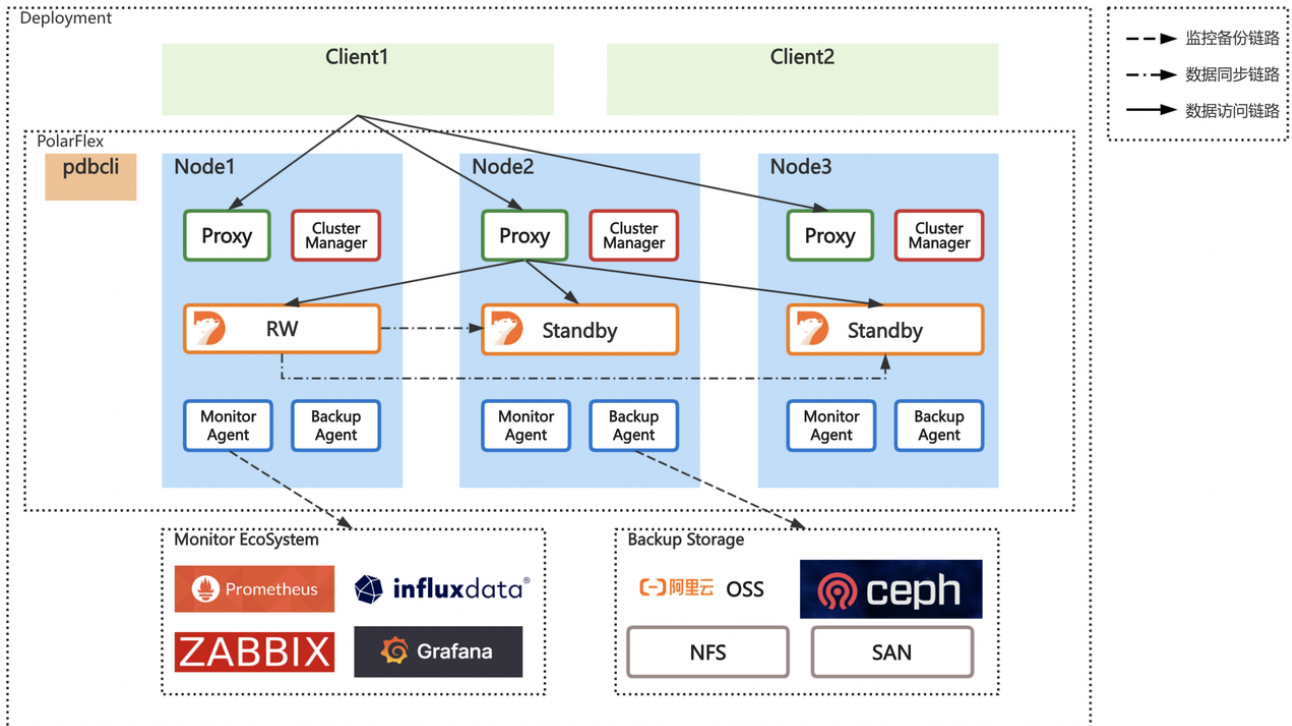 Deployment
监控备份链路
数据同步链路
数据访问链路
Client1
Client2
PolarFlex
pdbcli
Node1
Node2
Node3
Proxy
Cluster
Manager
Proxy
Cluster
Manager
Proxy
Cluster
Manager
RW
Standby
Standby
Monitor
Agent
Backup
Agent
Monitor
Agent
Backup
Agent
Monitor
Agent
Backup
Agent
Monitor EcoSystem
Prometheus
influxdata®
ZABBIX
Grafana
Backup Storage
阿里云 OSS
ceph
NFS
SAN